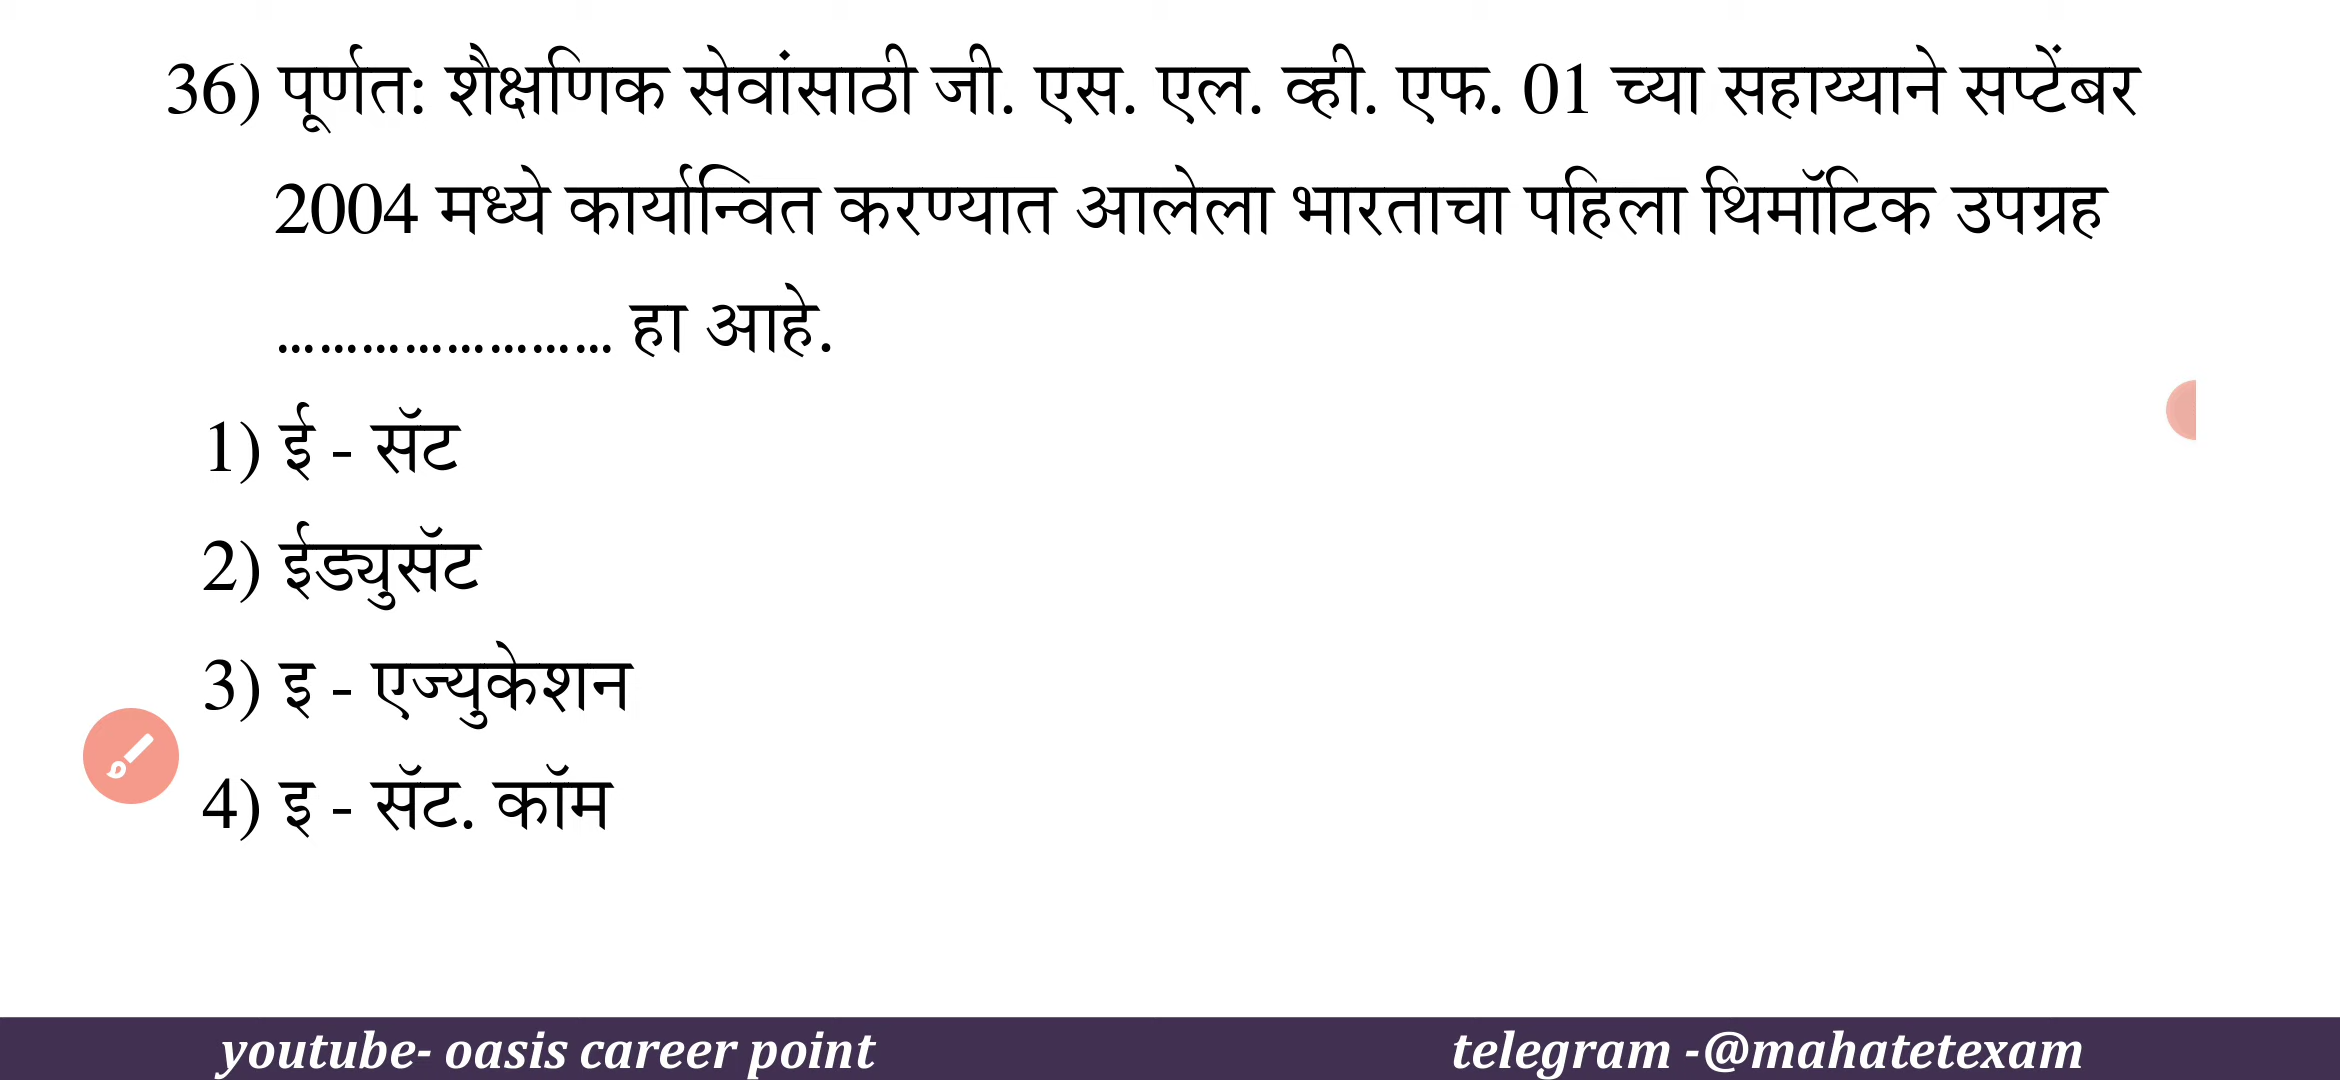 36) पूर्णत: शैक्षणिक सेवांसाठी जी. एस. एल. व्ही. एफ. 01 च्या सहाय्याने सप्टेंबर
2004 मध्ये कार्यान्वित करण्यात आलेला भारताचा पहिला थिमॉटिक उपग्रह
........................ हा आहे.
1) ई - सॅट
2) ईड्युसॅट
3) इ - एज्युकेशन
4) इ - सॅट. कॉम
youtube- oasis career point telegram -@mahatetexam